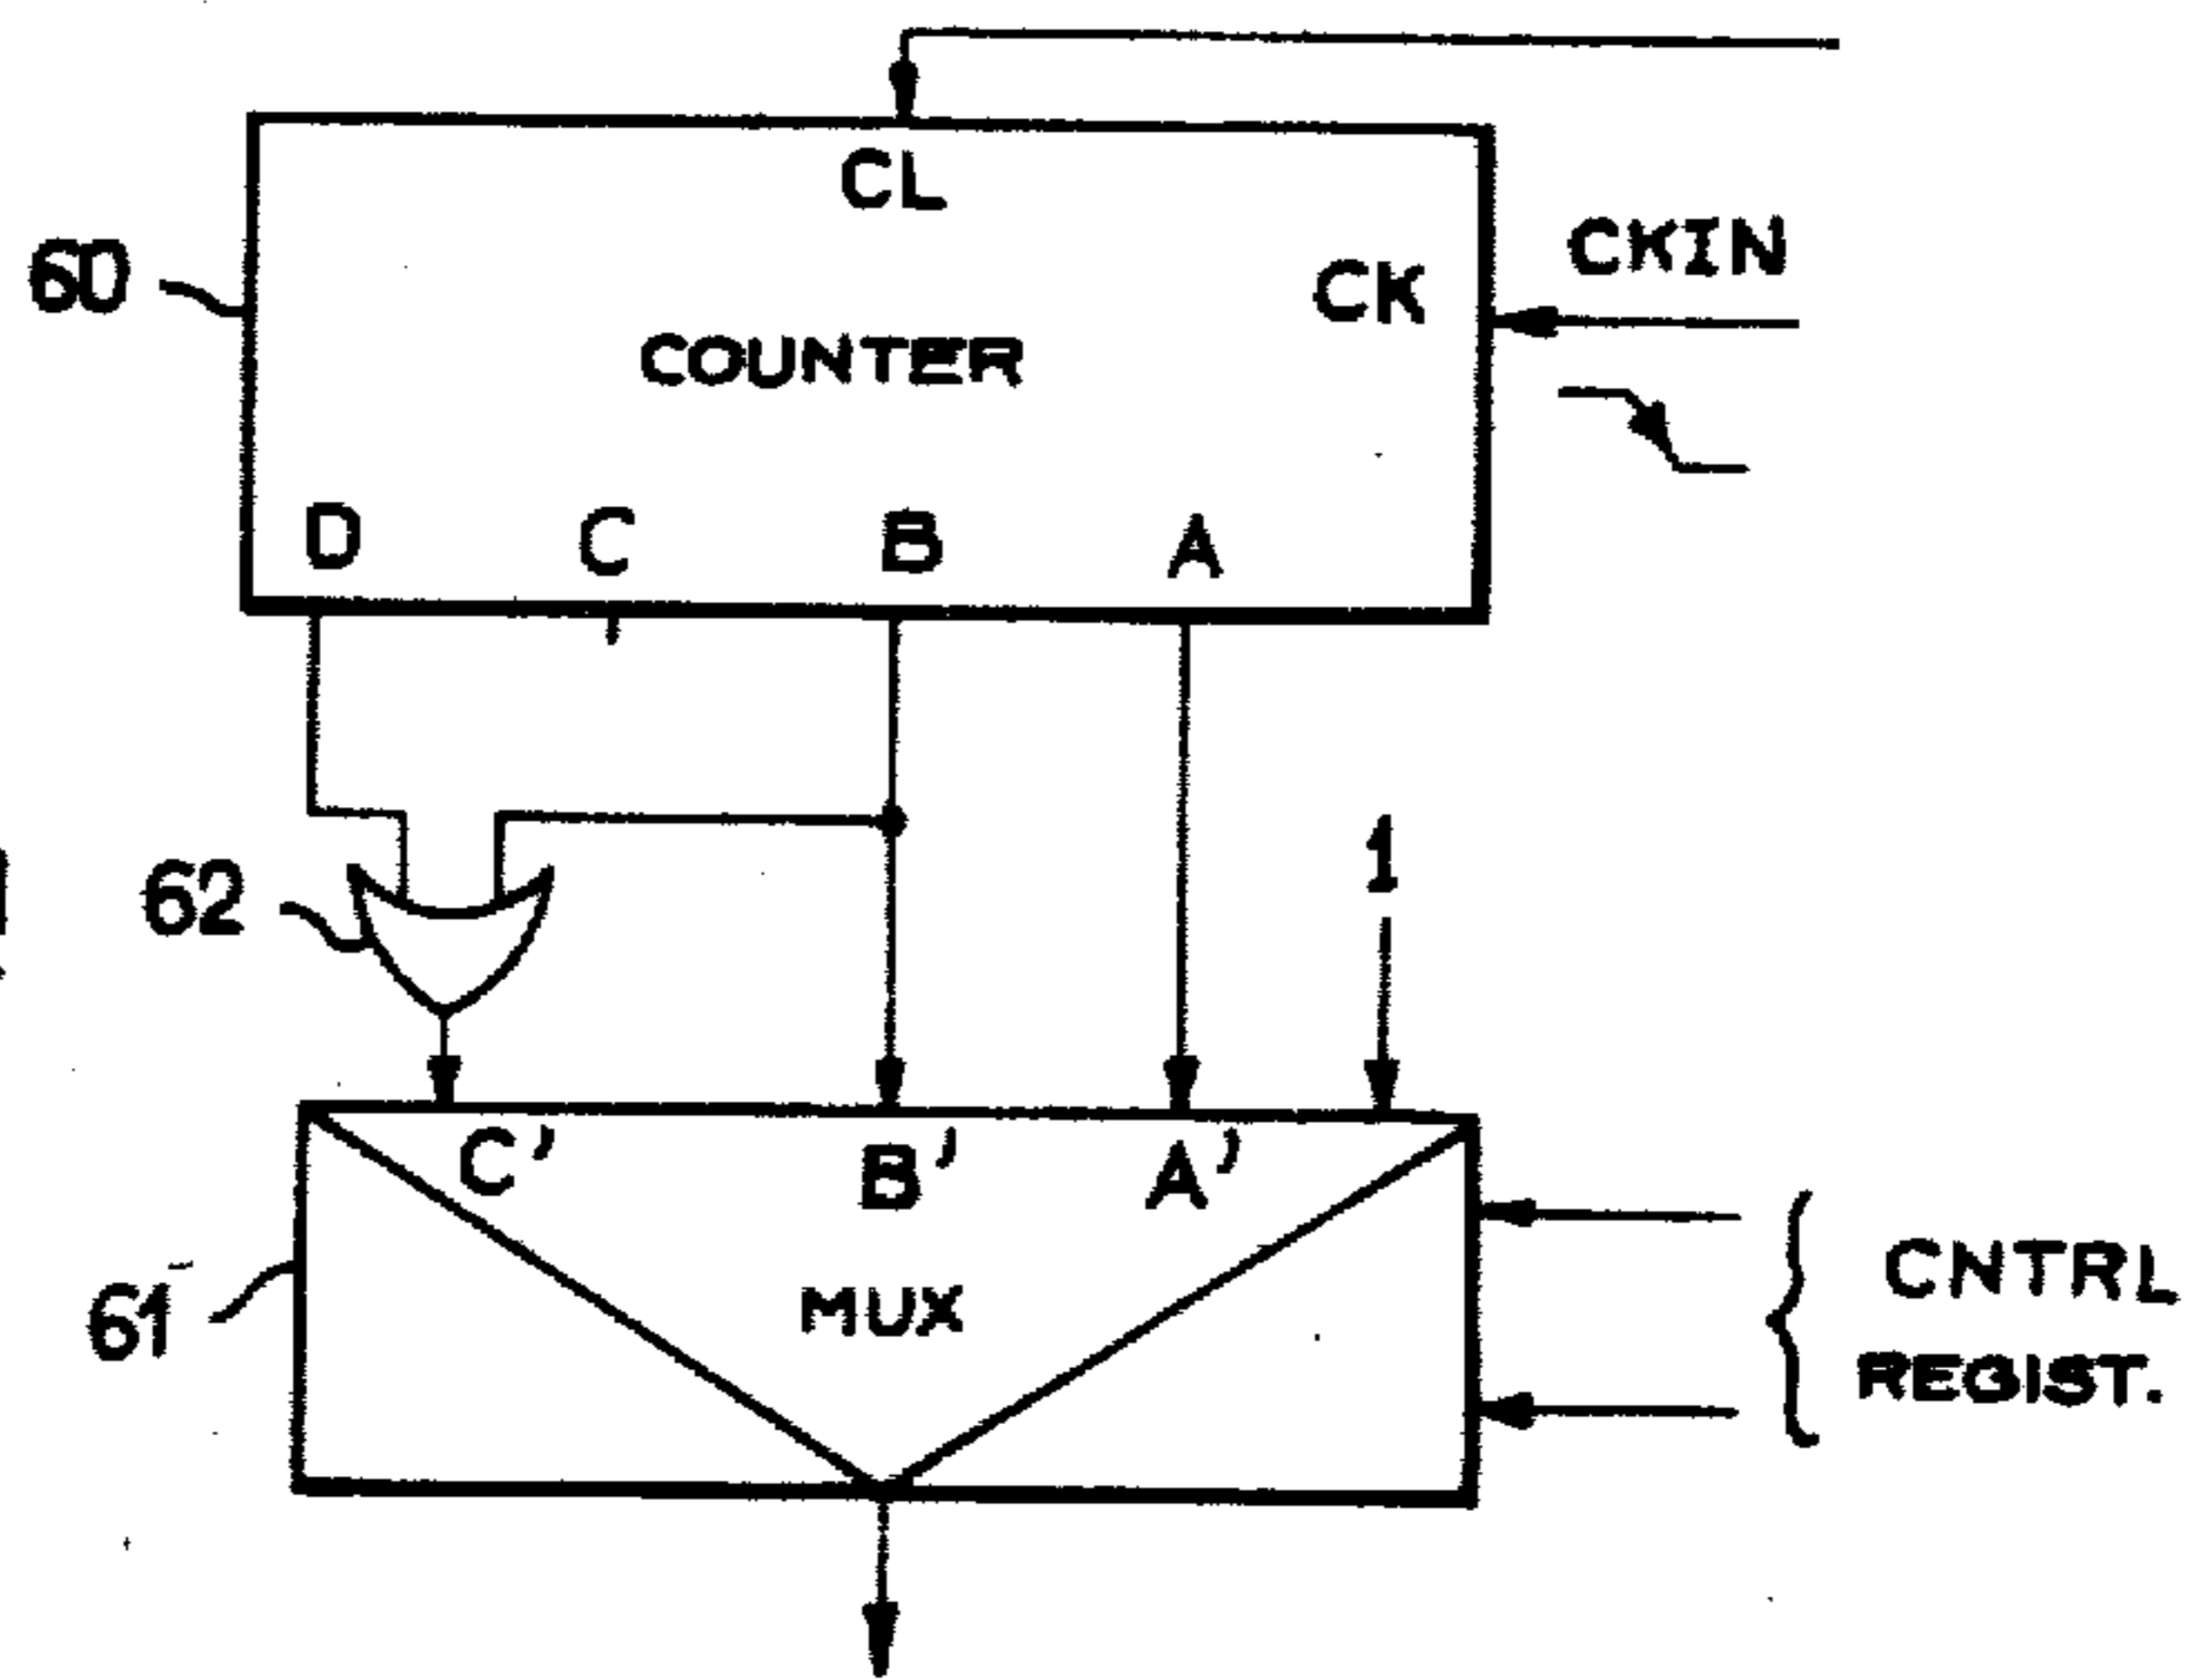 CL
CKIN
60
CK
COUNTER
D C B A
62
1
C' B' A'
MUX
61
CNTRL
REGIST.